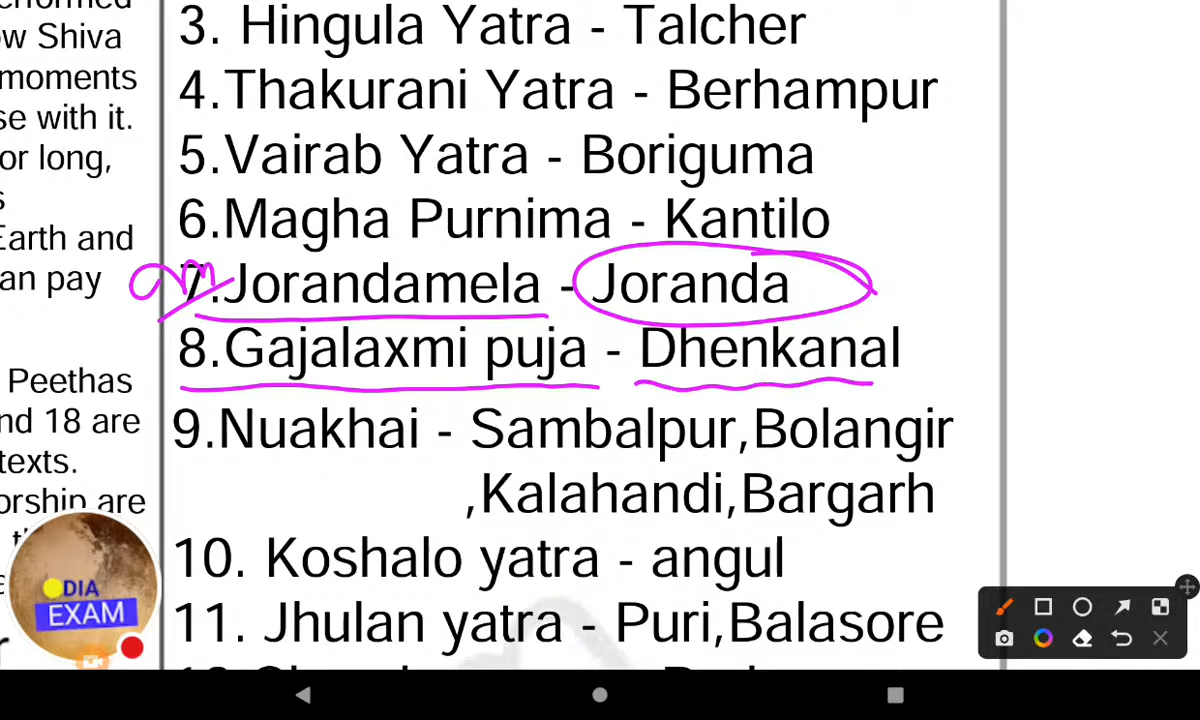 erformed
ow Shiva
moments
se with it.
or long,
s
Earth and
an pay
Peethas
nd 18 are
texts.
orship are
3. Hingula Yatra - Talcher
4.Thakurani Yatra - Berhampur
5.Vairab Yatra - Boriguma
6.Magha Purnima - Kantilo
7.Jorandamela - Joranda
8.Gajalaxmi puja - Dhenkanal
9.Nuakhai - Sambalpur,Bolangir
,Kalahandi,Bargarh
10. Koshalo yatra - angul
11. Jhulan yatra - Puri,Balasore
ODIA
EXAM